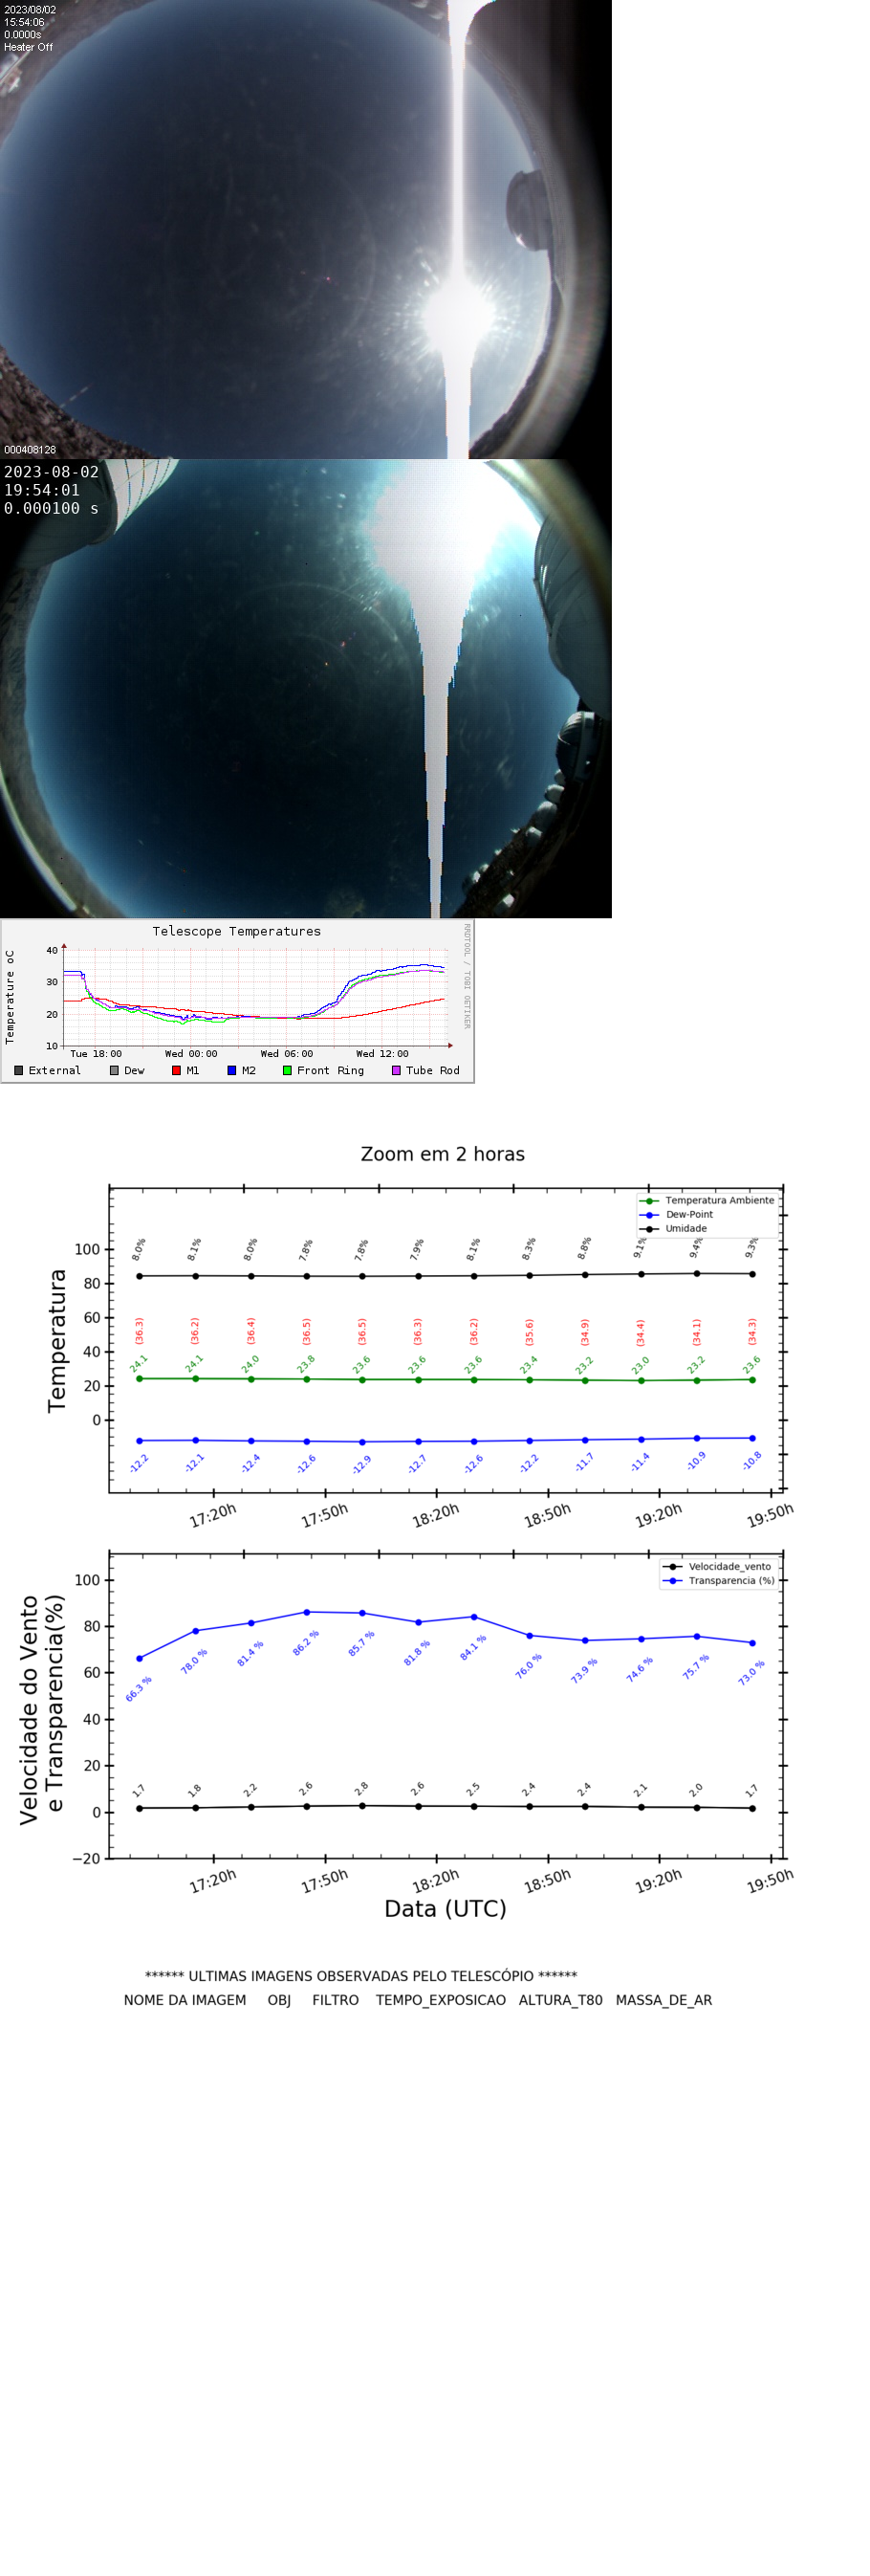 2023/08/02
15:54:06
0.0000s
Heater Off
000408128
2023-08-02
19:54:01
0.000100 s
Telescope Temperatures
RRDTOOL / TOBI OETIKER
Temperature oC
40
30
20
10
Tue 18:00 Wed 00:00 Wed 06:00 Wed 12:00
External Dew M1 M2 Front Ring Tube Rod
Zoom em 2 horas
Temperatura Ambiente
Dew-Point
Umidade
Temperatura
100
80
60
40
20
0
8.0% 8.1% 8.0% 7.8% 7.8% 7.9% 8.1% 8.3% 8.8% 9.1% 9.4% 9.3%
(36.3) (36.2) (36.4) (36.5) (36.5) (36.3) (36.2) (35.6) (34.9) (34.4) (34.1) (34.3)
24.1 24.1 24.0 23.8 23.6 23.6 23.6 23.4 23.2 23.0 23.2 23.6
-12.2 -12.1 -12.4 -12.6 -12.9 -12.7 -12.6 -12.2 -11.7 -11.4 -10.9 -10.8
17:20h 17:50h 18:20h 18:50h 19:20h 19:50h
Velocidade_vento
Transparencia (%)
Velocidade do Vento
e Transparencia(%)
100
80
60
40
20
0
−20
66.3 % 78.0 % 81.4 % 86.2 % 85.7 % 81.8 % 84.1 % 76.0 % 73.9 % 74.6 % 75.7 % 73.0 %
1.7 1.8 2.2 2.6 2.8 2.6 2.5 2.4 2.4 2.1 2.0 1.7
17:20h 17:50h 18:20h 18:50h 19:20h 19:50h
Data (UTC)
****** ULTIMAS IMAGENS OBSERVADAS PELO TELESCÓPIO ******
NOME DA IMAGEM OBJ FILTRO TEMPO_EXPOSICAO ALTURA_T80 MASSA_DE_AR